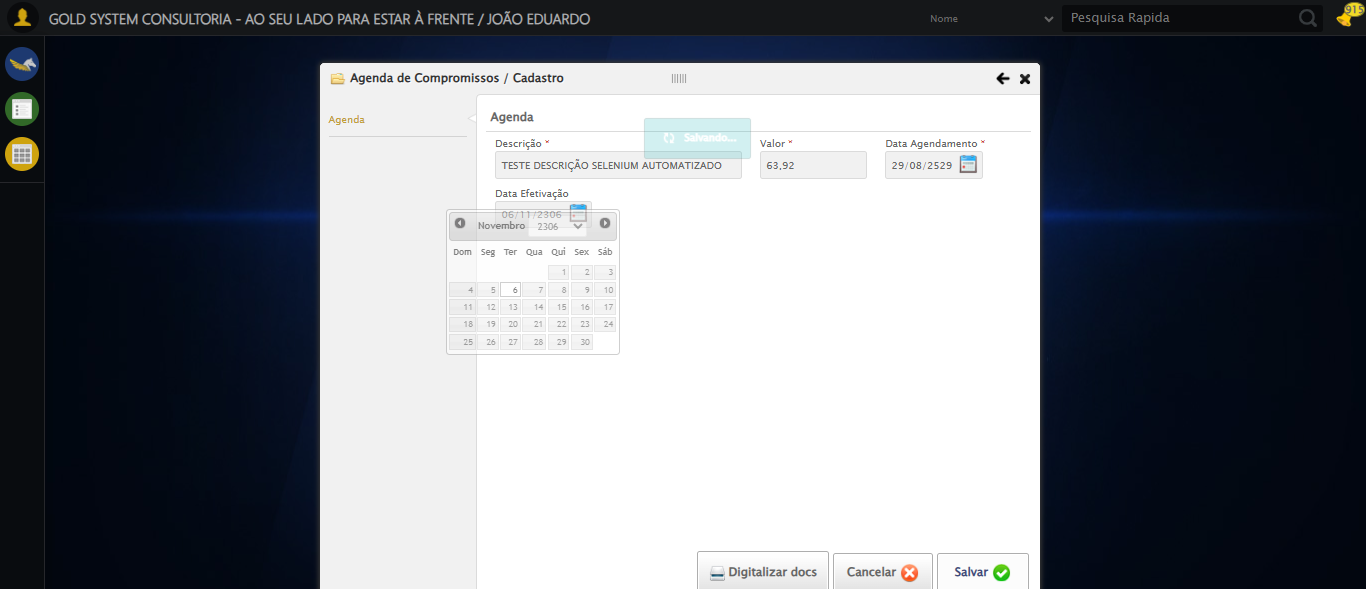 GOLD SYSTEM CONSULTORIA - AO SEU LADO PARA ESTAR À FRENTE / JOÃO EDUARDO
Nome
Pesquisa Rapida
915
Agenda de Compromissos / Cadastro
Agenda
Agenda
Salvando...
Descrição *
Valor *
Data Agendamento *
TESTE DESCRIÇÃO SELENIUM AUTOMATIZADO
63,92
29/08/2529
Data Efetivação
06/11/2306
Novembro 2306
Dom Seg Ter Qua Qui Sex Sáb
1 2 3
4 5 6 7 8 9 10
11 12 13 14 15 16 17
18 19 20 21 22 23 24
25 26 27 28 29 30
Digitalizar docs
Cancelar
Salvar